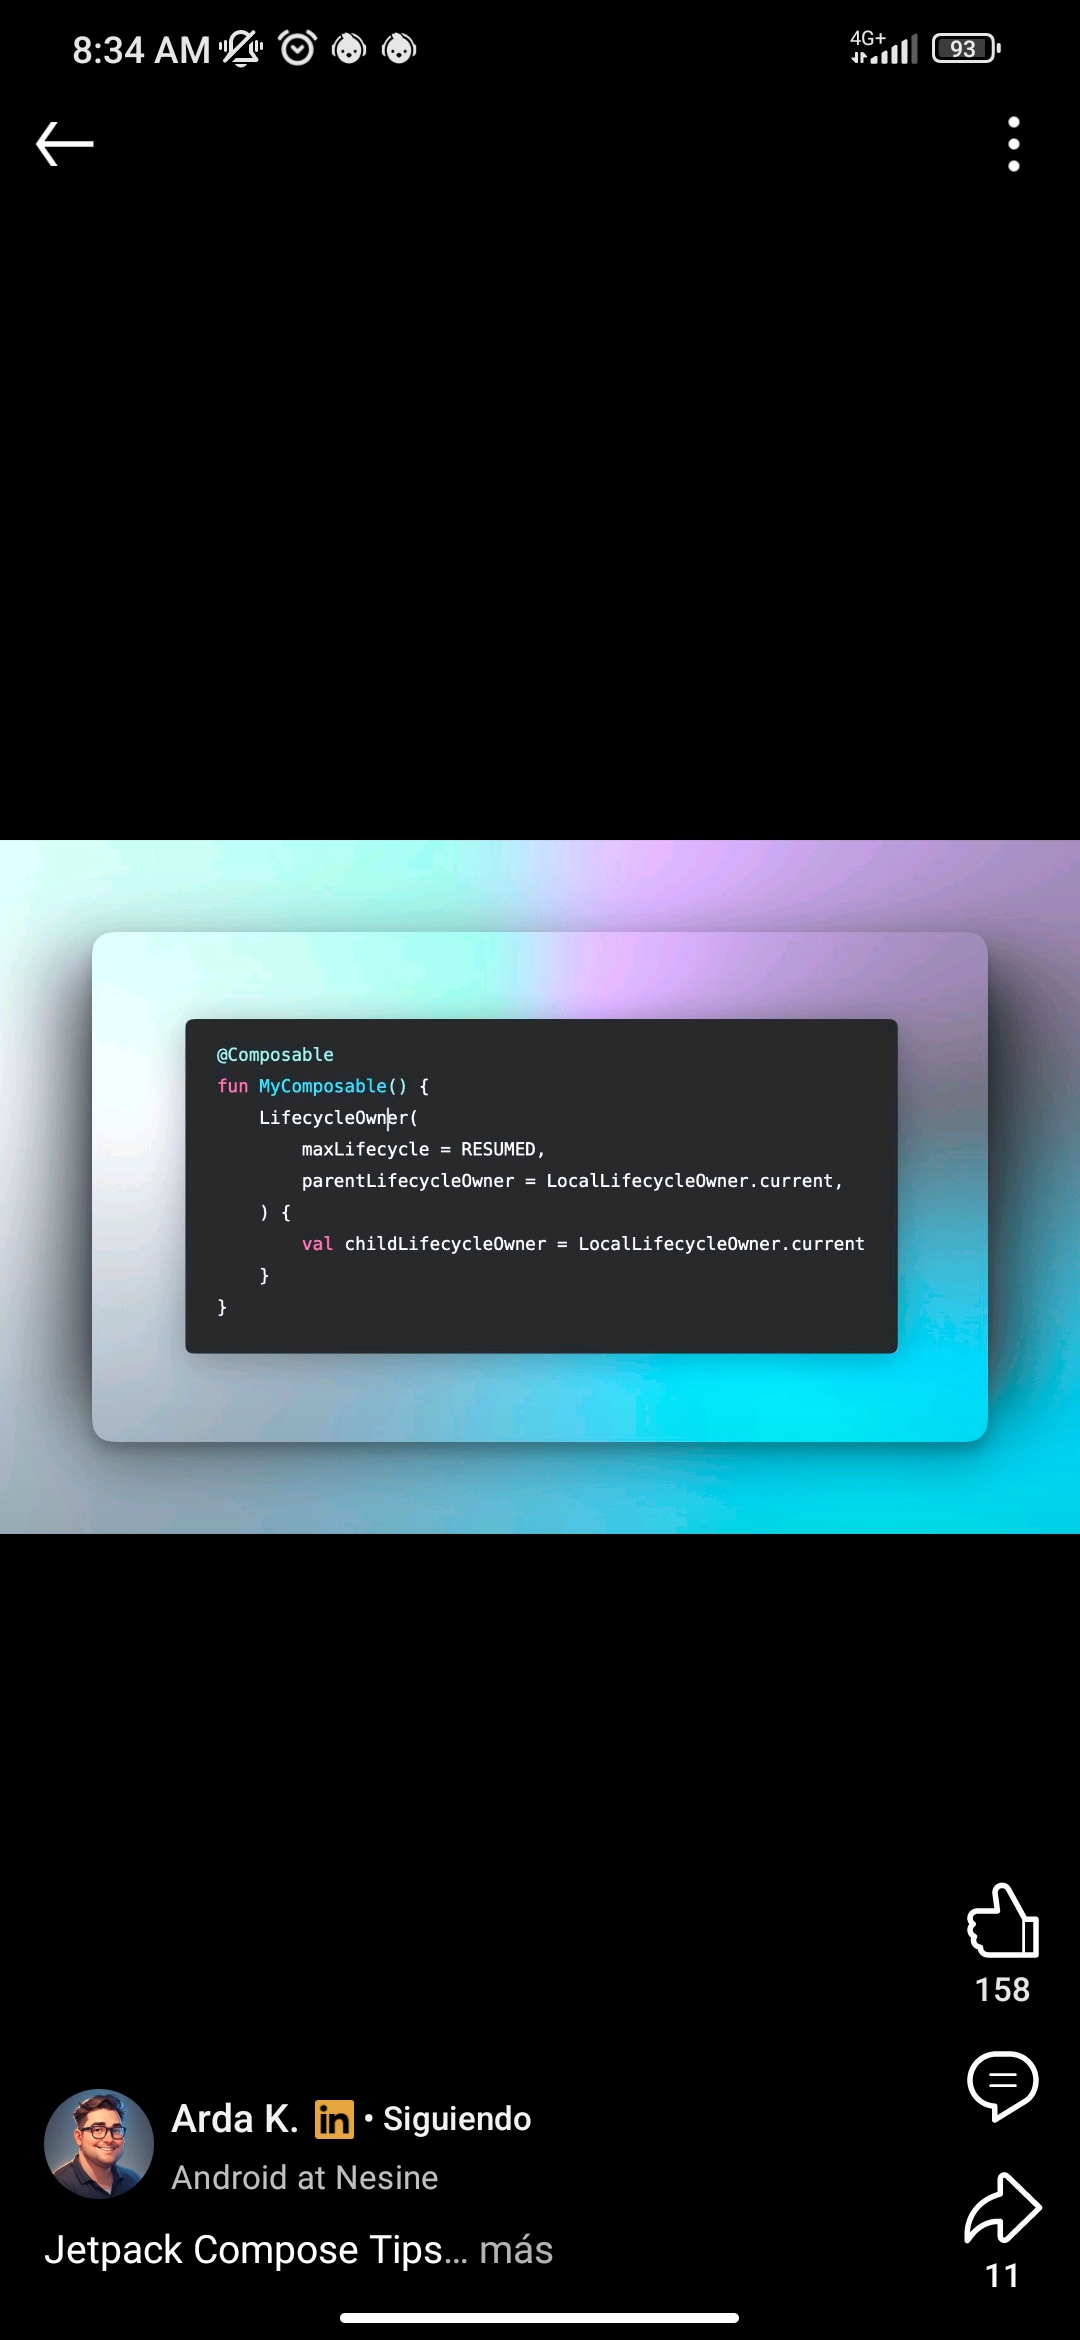 8:34 AM
4G+
93
@Composable
fun MyComposable() {
    LifecycleOwner(
        maxLifecycle = RESUMED,
        parentLifecycleOwner = LocalLifecycleOwner.current,
    ) {
        val childLifecycleOwner = LocalLifecycleOwner.current
    }
}
158
Arda K. in • Siguiendo
Android at Nesine
Jetpack Compose Tips... más
11